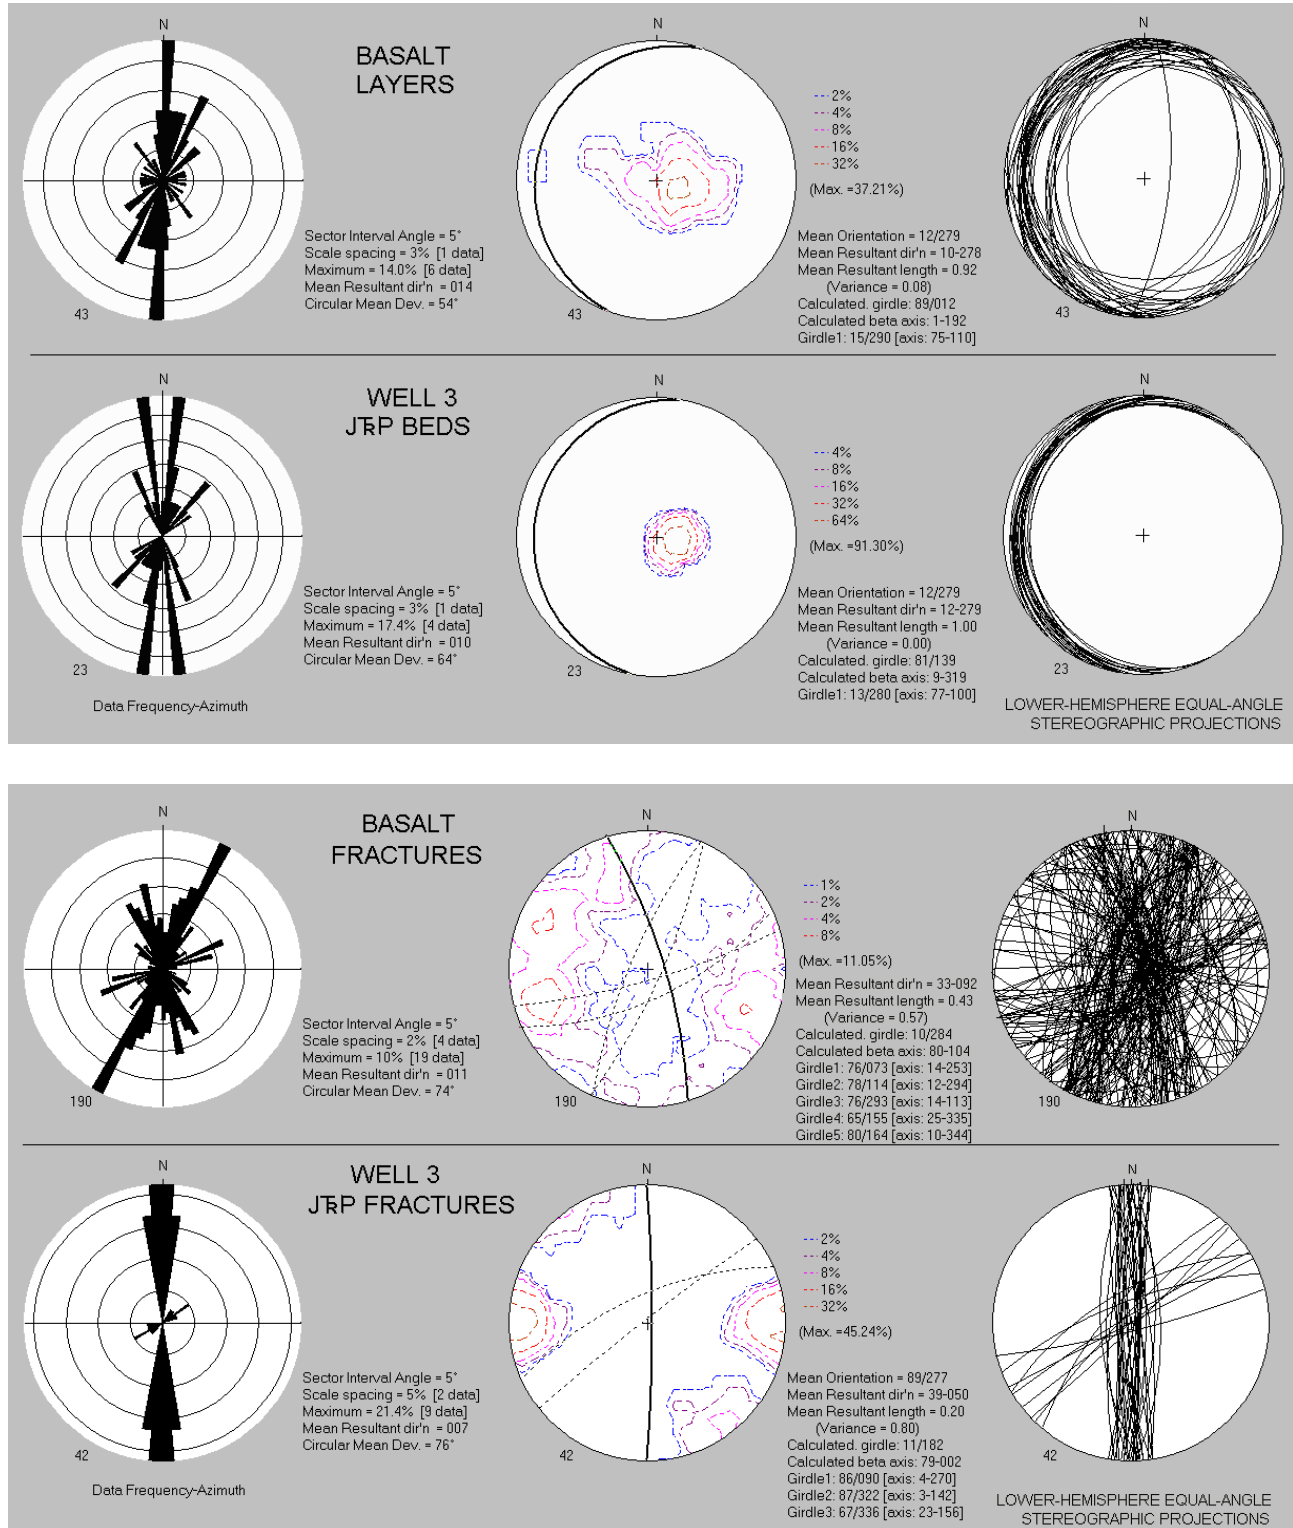 N
BASALT
LAYERS
N
N
2%
4%
8%
16%
32%
(Max. =37.21%)
Sector Interval Angle = 5°
Scale spacing = 3% [1 data]
Maximum = 14.0% [6 data]
Mean Resultant dir'n = 014
Circular Mean Dev. = 54°
Mean Orientation = 12/279
Mean Resultant dir'n = 10-278
Mean Resultant length = 0.92
(Variance = 0.08)
Calculated. girdle: 89/012
Calculated beta axis: 1-192
Girdle1: 15/290 [axis: 75-110]
43
43
43
N
WELL 3
JTRP BEDS
N
N
4%
8%
16%
32%
64%
(Max. =91.30%)
Sector Interval Angle = 5°
Scale spacing = 3% [1 data]
Maximum = 17.4% [4 data]
Mean Resultant dir'n = 010
Circular Mean Dev. = 64°
Mean Orientation = 12/279
Mean Resultant dir'n = 12-279
Mean Resultant length = 1.00
(Variance = 0.00)
Calculated. girdle: 81/139
Calculated beta axis: 9-319
Girdle1: 13/280 [axis: 77-100]
23
23
23
Data Frequency-Azimuth
LOWER-HEMISPHERE EQUAL-ANGLE
STEREOGRAPHIC PROJECTIONS
N
BASALT
FRACTURES
N
N
1%
2%
4%
8%
(Max. =11.05%)
Sector Interval Angle = 5°
Scale spacing = 2% [4 data]
Maximum = 10% [19 data]
Mean Resultant dir'n = 011
Circular Mean Dev. = 74°
Mean Resultant dir'n = 33-092
Mean Resultant length = 0.43
(Variance = 0.57)
Calculated. girdle: 10/284
Calculated beta axis: 80-104
Girdle1: 76/073 [axis: 14-253]
Girdle2: 78/114 [axis: 12-294]
Girdle3: 76/293 [axis: 14-113]
Girdle4: 65/155 [axis: 25-335]
Girdle5: 80/164 [axis: 10-344]
190
190
190
N
WELL 3
JTRP FRACTURES
N
N
2%
4%
8%
16%
32%
(Max. =45.24%)
Sector Interval Angle = 5°
Scale spacing = 5% [2 data]
Maximum = 21.4% [9 data]
Mean Resultant dir'n = 007
Circular Mean Dev. = 76°
Mean Orientation = 89/277
Mean Resultant dir'n = 39-050
Mean Resultant length = 0.20
(Variance = 0.80)
Calculated. girdle: 11/182
Calculated beta axis: 79-002
Girdle1: 86/090 [axis: 4-270]
Girdle2: 87/322 [axis: 3-142]
Girdle3: 67/336 [axis: 23-156]
42
42
42
Data Frequency-Azimuth
LOWER-HEMISPHERE EQUAL-ANGLE
STEREOGRAPHIC PROJECTIONS